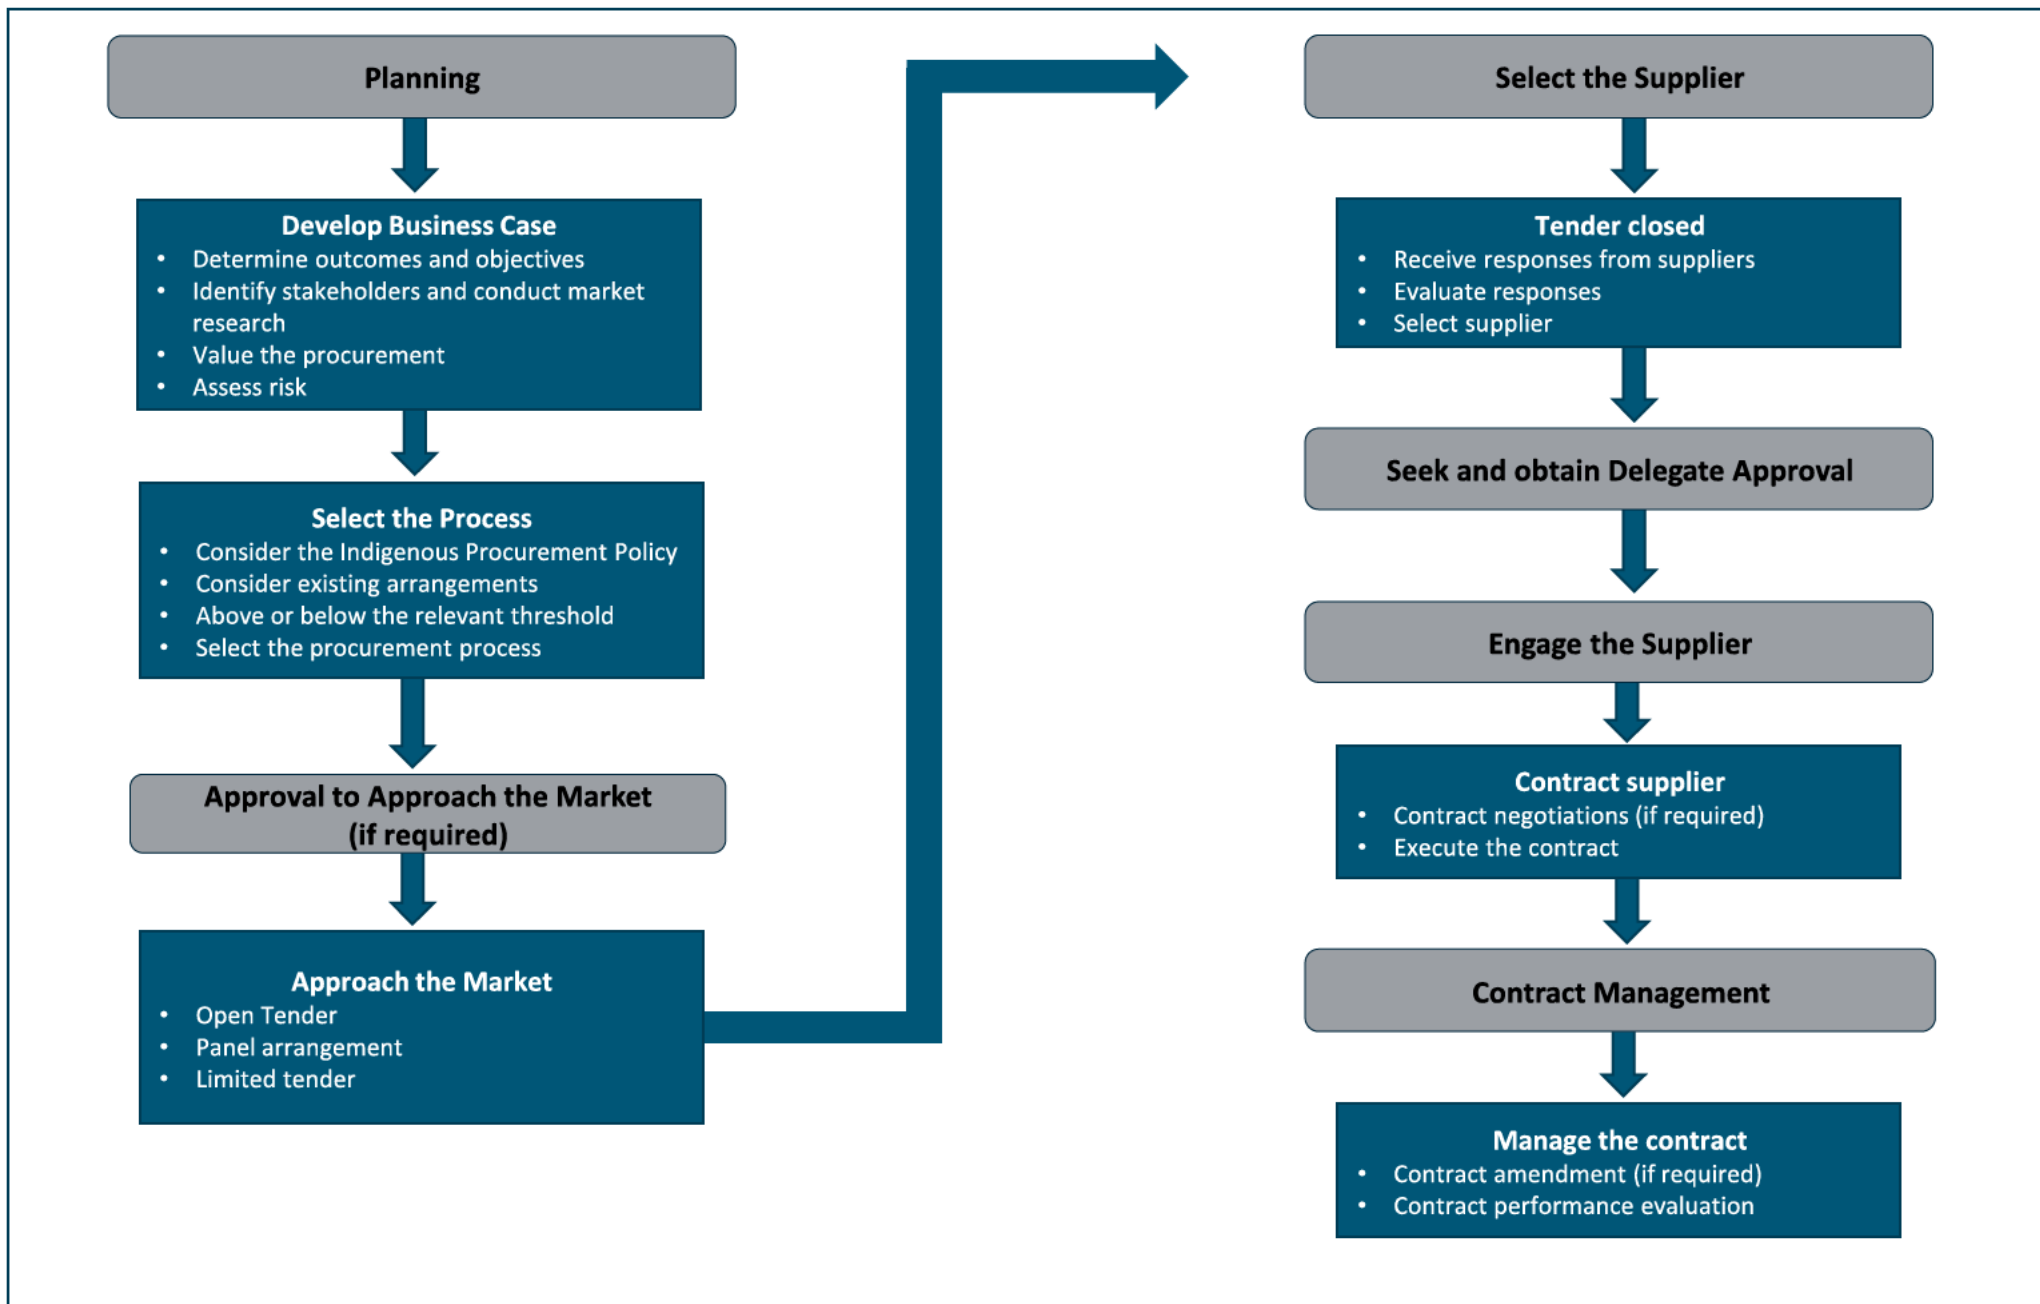 Planning
Develop Business Case
• Determine outcomes and objectives
• Identify stakeholders and conduct market
research
• Value the procurement
• Assess risk
Select the Process
• Consider the Indigenous Procurement Policy
• Consider existing arrangements
• Above or below the relevant threshold
• Select the procurement process
Approval to Approach the Market
(if required)
Approach the Market
• Open Tender
• Panel arrangement
• Limited tender
Select the Supplier
Tender closed
• Receive responses from suppliers
• Evaluate responses
• Select supplier
Seek and obtain Delegate Approval
Engage the Supplier
Contract supplier
• Contract negotiations (if required)
• Execute the contract
Contract Management
Manage the contract
• Contract amendment (if required)
• Contract performance evaluation